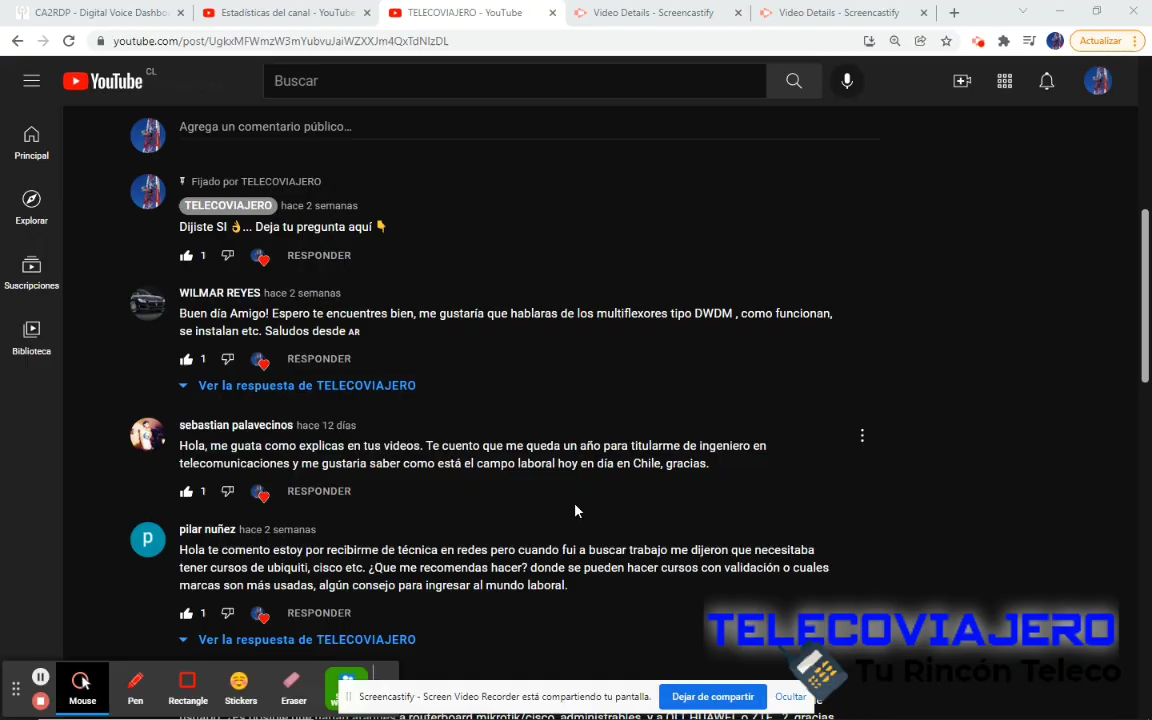 CA2RDP - Digital Voice Dashbo
Estadísticas del canal - YouTube
TELECOVIAJERO - YouTube
Video Details - Screencastify
Video Details - Screencastify
youtube.com/post/UgkxMFWmzW3mYubvuJaiWZXXJm4QxTdNlzDL
Actualizar
YouTube CL
Buscar
Principal
Explorar
Suscripciones
Biblioteca
Agrega un comentario público...
Fijado por TELECOVIAJERO
TELECOVIAJERO hace 2 semanas
Dijiste SI 👌... Deja tu pregunta aquí 👇
1 RESPONDER
WILMAR REYES hace 2 semanas
Buen día Amigo! Espero te encuentres bien, me gustaría que hablaras de los multiflexores tipo DWDM , como funcionan,
se instalan etc. Saludos desde AR
1 RESPONDER
Ver la respuesta de TELECOVIAJERO
sebastian palavecinos hace 12 días
Hola, me guata como explicas en tus videos. Te cuento que me queda un año para titularme de ingeniero en
telecomunicaciones y me gustaria saber como está el campo laboral hoy en día en Chile, gracias.
1 RESPONDER
p
pilar nuñez hace 2 semanas
Hola te comento estoy por recibirme de técnica en redes pero cuando fui a buscar trabajo me dijeron que necesitaba
tener cursos de ubiquiti, cisco etc. ¿Que me recomendas hacer? donde se pueden hacer cursos con validación o cuales
marcas son más usadas, algún consejo para ingresar al mundo laboral.
1 RESPONDER
Ver la respuesta de TELECOVIAJERO
TELECOVIAJERO
Tu Rincón Teleco
Mouse
Pen
Rectangle
Stickers
Eraser
Screencastify - Screen Video Recorder está compartiendo tu pantalla.
Dejar de compartir
Ocultar